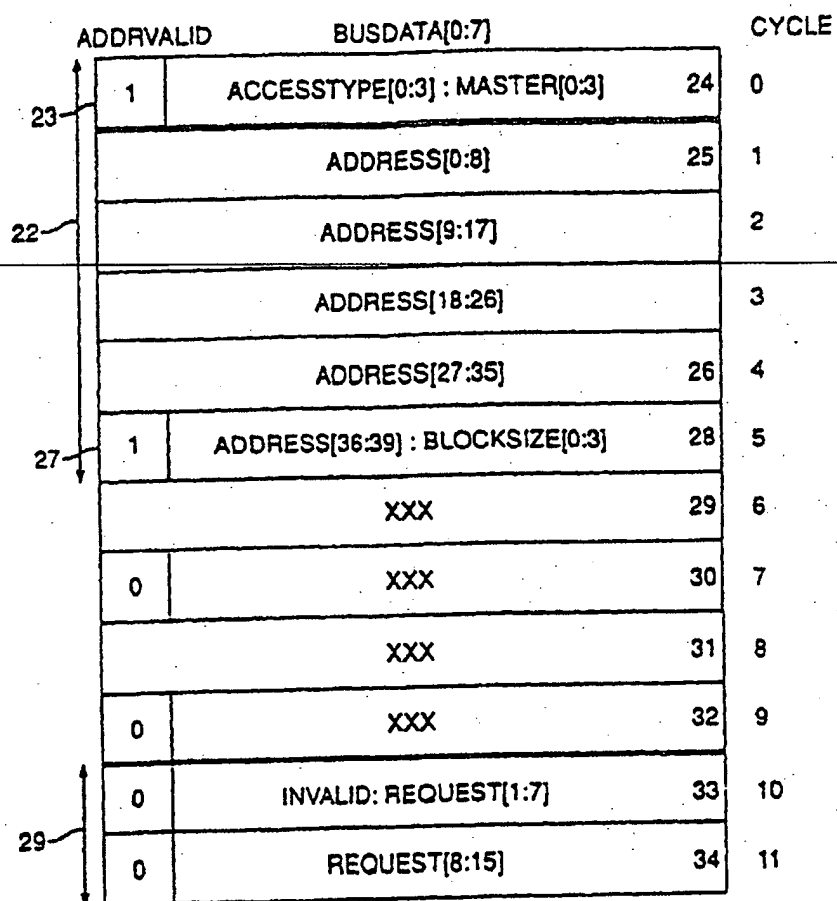 ADDRVALID BUSDATA[0:7] CYCLE
23 1 ACCESSTYPE[0:3] : MASTER[0:3] 24 0
ADDRESS[0:8] 25 1
22 ADDRESS[9:17] 2
ADDRESS[18:26] 3
ADDRESS[27:35] 26 4
27 1 ADDRESS[36:39] : BLOCKSIZE[0:3] 28 5
XXX 29 6
0 XXX 30 7
XXX 31 8
0 XXX 32 9
0 INVALID: REQUEST[1:7] 33 10
29 0 REQUEST[8:15] 34 11